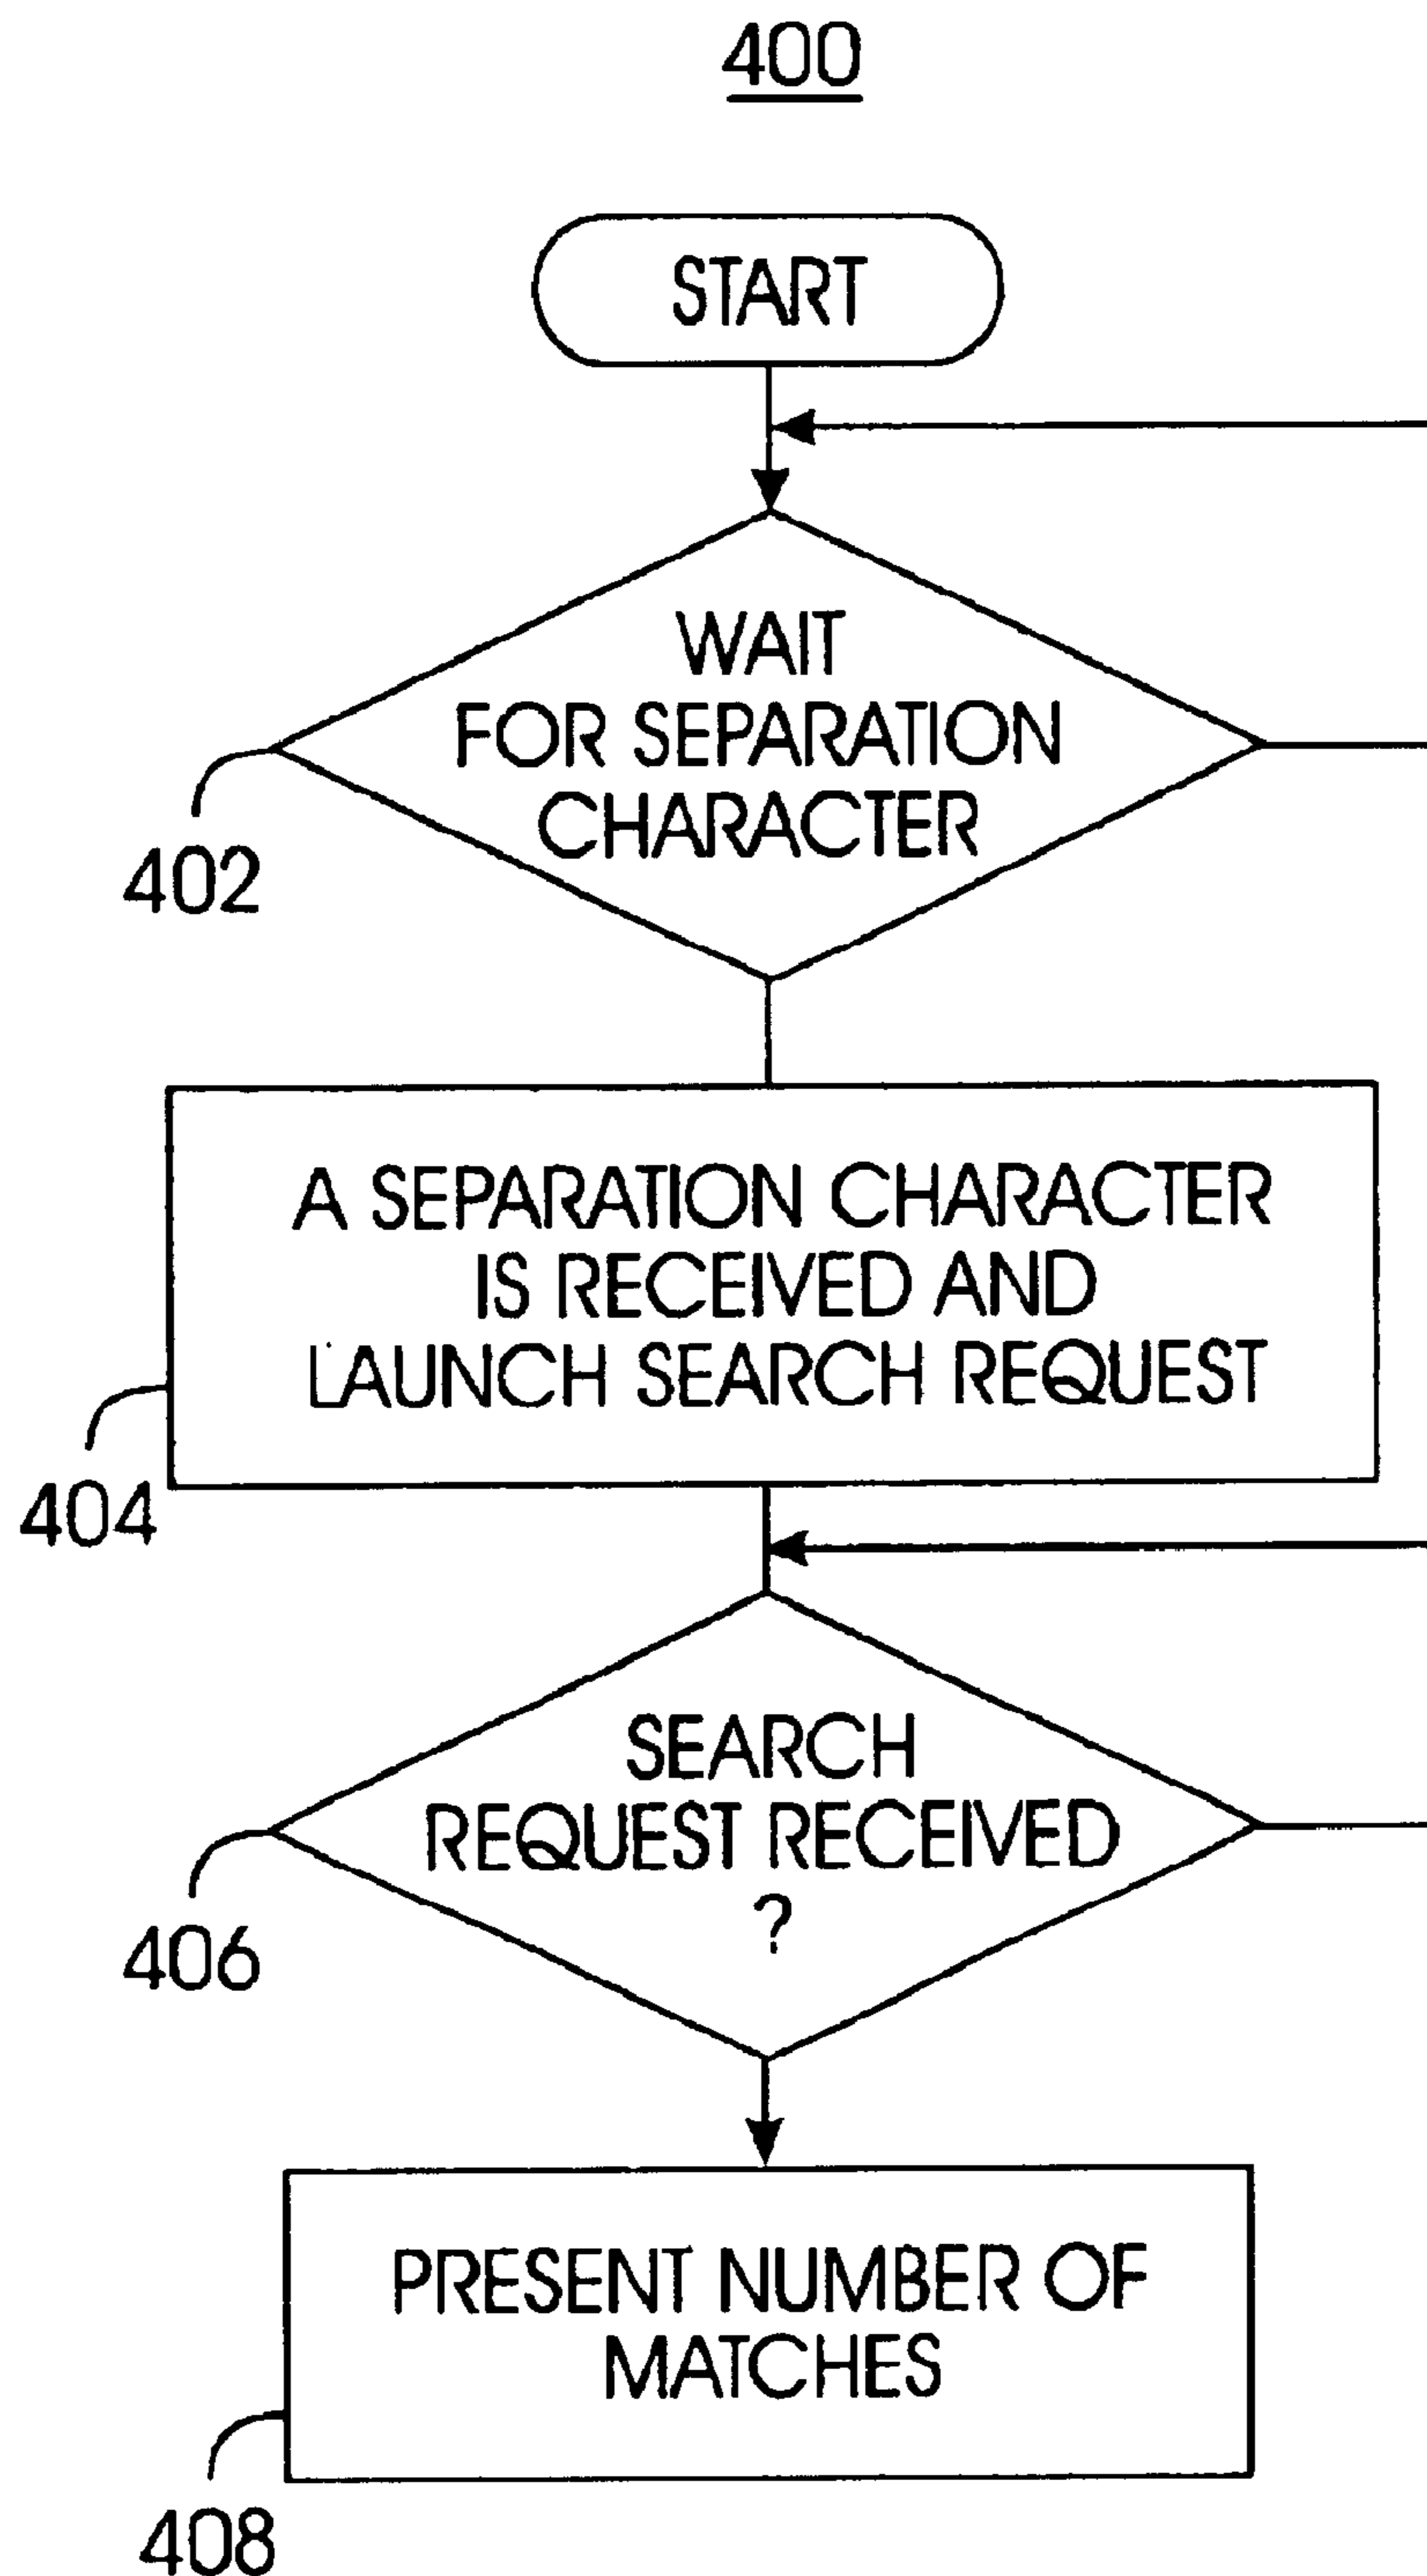 400
START
WAIT
FOR SEPARATION
CHARACTER
402
A SEPARATION CHARACTER
IS RECEIVED AND
LAUNCH SEARCH REQUEST
404
SEARCH
REQUEST RECEIVED
?
406
PRESENT NUMBER OF
MATCHES
408